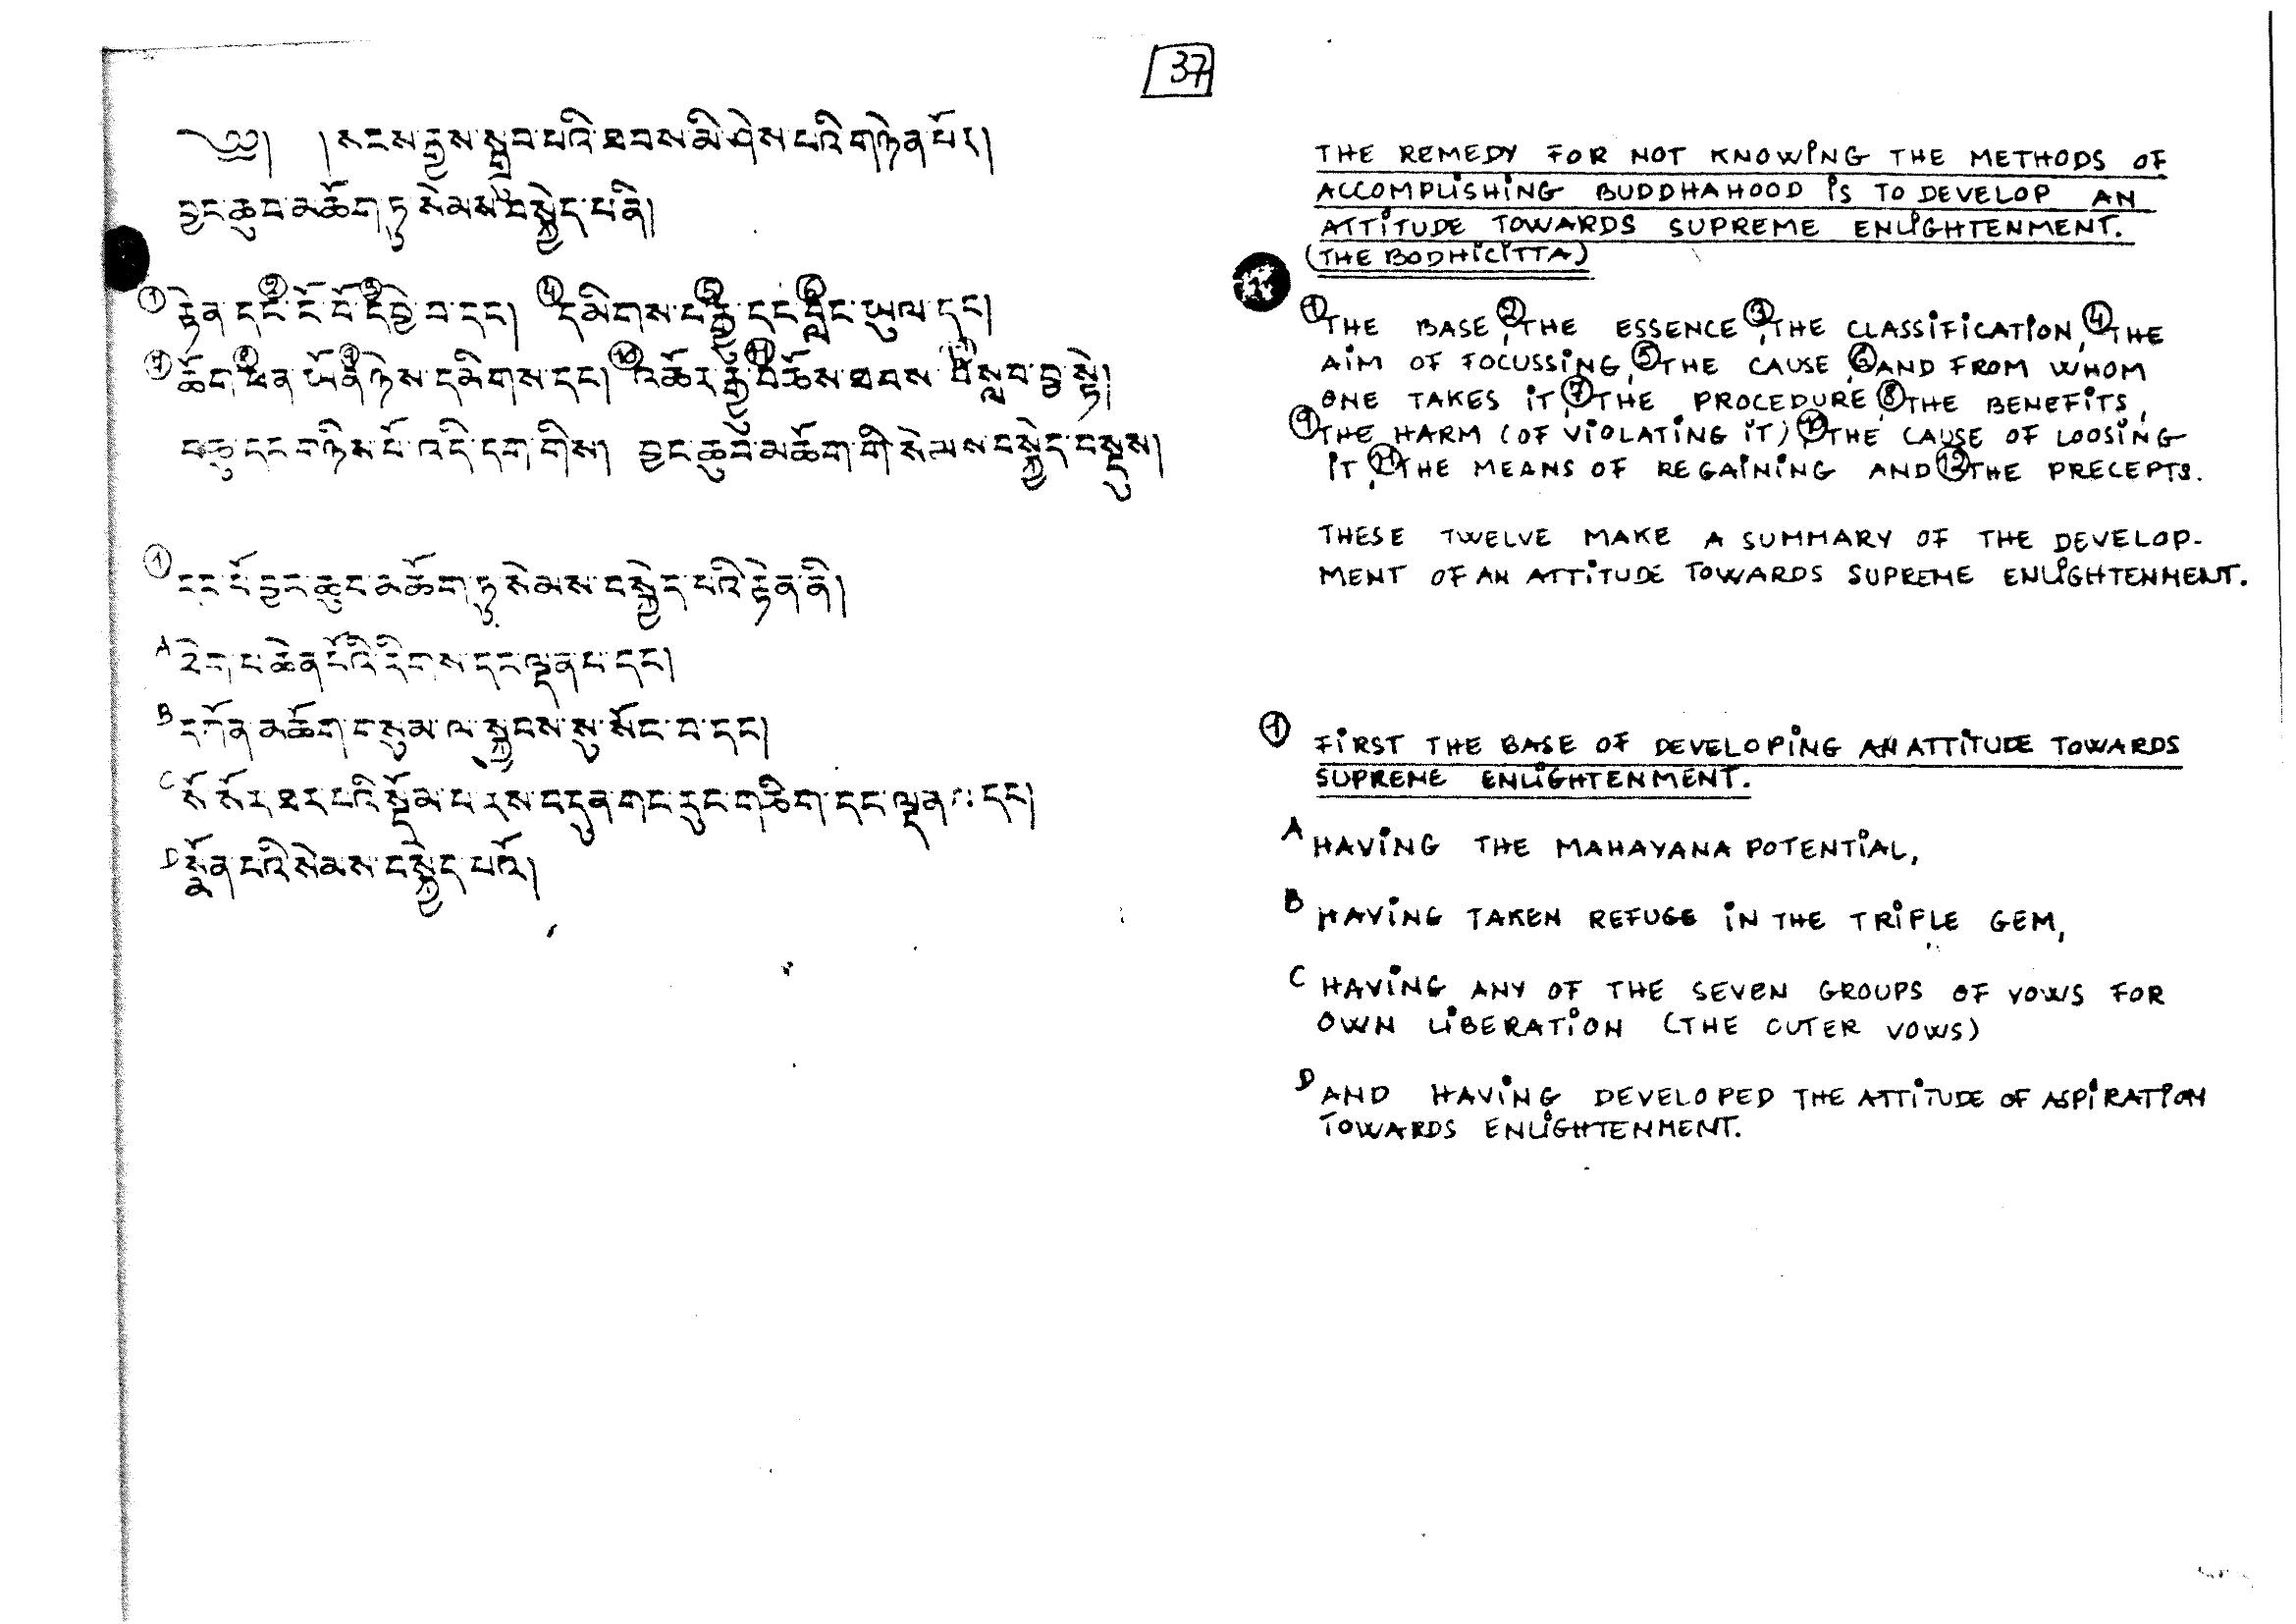 37
༄༅། །སངས་རྒྱས་སྒྲུབ་པའི་ཐབས་མི་ཤེས་པའི་གཉེན་པོར།
བྱང་ཆུབ་མཆོག་ཏུ་སེམས་བསྐྱེད་པ་ནི།
① རྟེན་དང་② ངོ་བོ་③ དབྱེ་བ་དང། ④ དམིགས་པ་⑤ རྒྱུ་དང་⑥ བླང་ཡུལ་དང།
⑦ ཆོ་ག་⑧ ཕན་ཡོན་⑨ ཉེས་དམིགས་དང། ⑩ འཆོར་རྒྱུ་⑪ བཅོས་ཐབས་⑫ བསླབ་བྱ་སྟེ།
བཅུ་དང་གཉིས་པོ་འདི་དག་གིས། བྱང་ཆུབ་མཆོག་གི་སེམས་བསྐྱེད་བསྡུས།
① དང་པོ་བྱང་ཆུབ་མཆོག་ཏུ་སེམས་བསྐྱེད་པའི་རྟེན་ནི།
A ཐེག་པ་ཆེན་པོའི་རིགས་དང་ལྡན་པ་དང།
B དཀོན་མཆོག་གསུམ་ལ་སྐྱབས་སུ་སོང་བ་དང།
C སོ་སོར་ཐར་པའི་སྡོམ་པ་རིས་བདུན་གང་རུང་གཅིག་དང་ལྡན་པ་དང།
D སྨོན་པའི་སེམས་བསྐྱེད་པའོ།
THE REMEDY FOR NOT KNOWING THE METHODS OF
ACCOMPLISHING BUDDHAHOOD IS TO DEVELOP AN
ATTITUDE TOWARDS SUPREME ENLIGHTENMENT.
(THE BODHICITTA)
① THE BASE, ② THE ESSENCE, ③ THE CLASSIFICATION, ④ THE
AIM OF FOCUSSING, ⑤ THE CAUSE, ⑥ AND FROM WHOM
ONE TAKES IT, ⑦ THE PROCEDURE, ⑧ THE BENEFITS,
⑨ THE HARM (OF VIOLATING IT) ⑩ THE CAUSE OF LOOSING
IT, ⑪ THE MEANS OF REGAINING AND ⑫ THE PRECEPTS.
THESE TWELVE MAKE A SUMMARY OF THE DEVELOP-
MENT OF AN ATTITUDE TOWARDS SUPREME ENLIGHTENMENT.
① FIRST THE BASE OF DEVELOPING AN ATTITUDE TOWARDS
SUPREME ENLIGHTENMENT.
A HAVING THE MAHAYANA POTENTIAL,
B HAVING TAKEN REFUGE IN THE TRIPLE GEM,
C HAVING ANY OF THE SEVEN GROUPS OF VOWS FOR
OWN LIBERATION (THE OUTER VOWS)
D AND HAVING DEVELOPED THE ATTITUDE OF ASPIRATION
TOWARDS ENLIGHTENMENT.